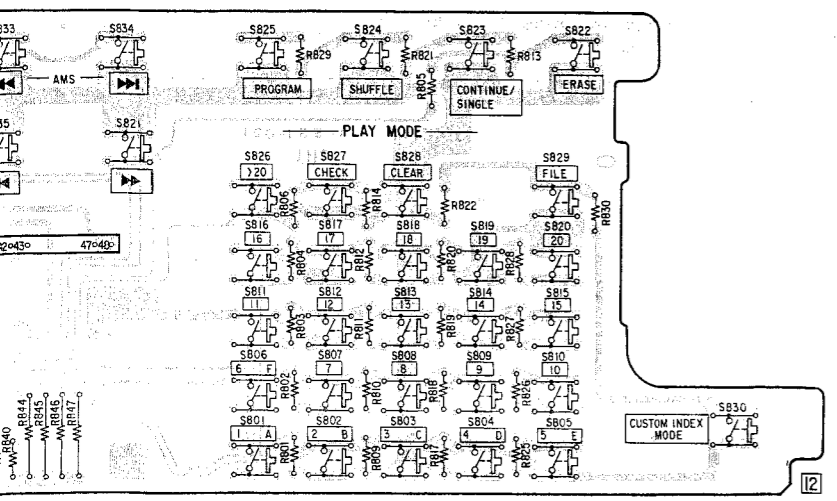 S834
S825
S824
S823
S822
R829
R821
R805
R813
AMS
PROGRAM
SHUFFLE
CONTINUE/
SINGLE
ERASE
S821
PLAY MODE
S826
S827
S828
S829
>20
CHECK
CLEAR
FILE
R806
R814
R822
R830
S816
S817
S818
S819
S820
16
17
18
19
20
R804
R812
R820
R828
S811
S812
S813
S814
S815
11
12
13
14
15
R803
R811
R819
R827
S806
S807
S808
S809
S810
6 F
7
8
9
10
R802
R810
R818
R826
S801
S802
S803
S804
S805
1 A
2 B
3 C
4 D
5 E
R801
R809
R817
R825
R840
R844
R845
R846
R847
S830
CUSTOM INDEX
MODE
12